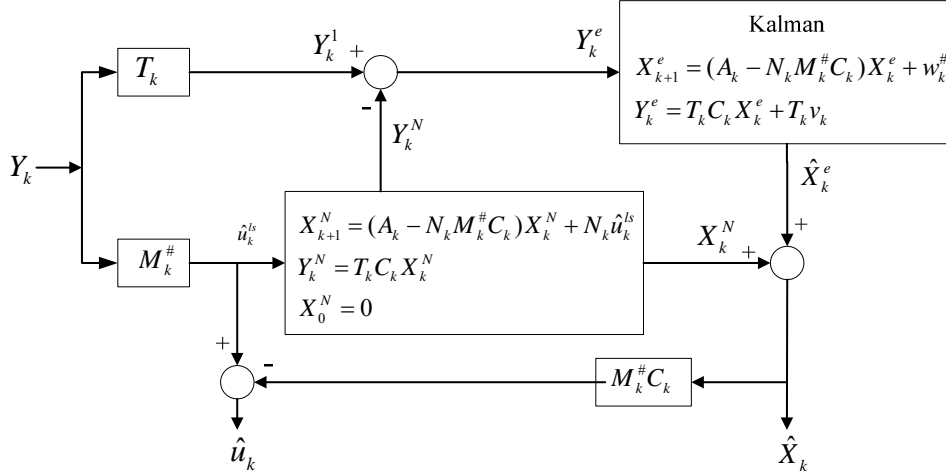 Kalman
X_{k+1}^e = (A_k − N_k M_k^# C_k) X_k^e + w_k^#
Y_k^e = T_k C_k X_k^e + T_k v_k
Y_k^1
+
Y_k^e
T_k
-
Y_k^N
Y_k
X̂_k^e
M_k^#
û_k^{ls}
X_{k+1}^N = (A_k − N_k M_k^# C_k) X_k^N + N_k û_k^{ls}
Y_k^N = T_k C_k X_k^N
X_0^N = 0
X_k^N
+
+
+
-
M_k^# C_k
û_k
X̂_k